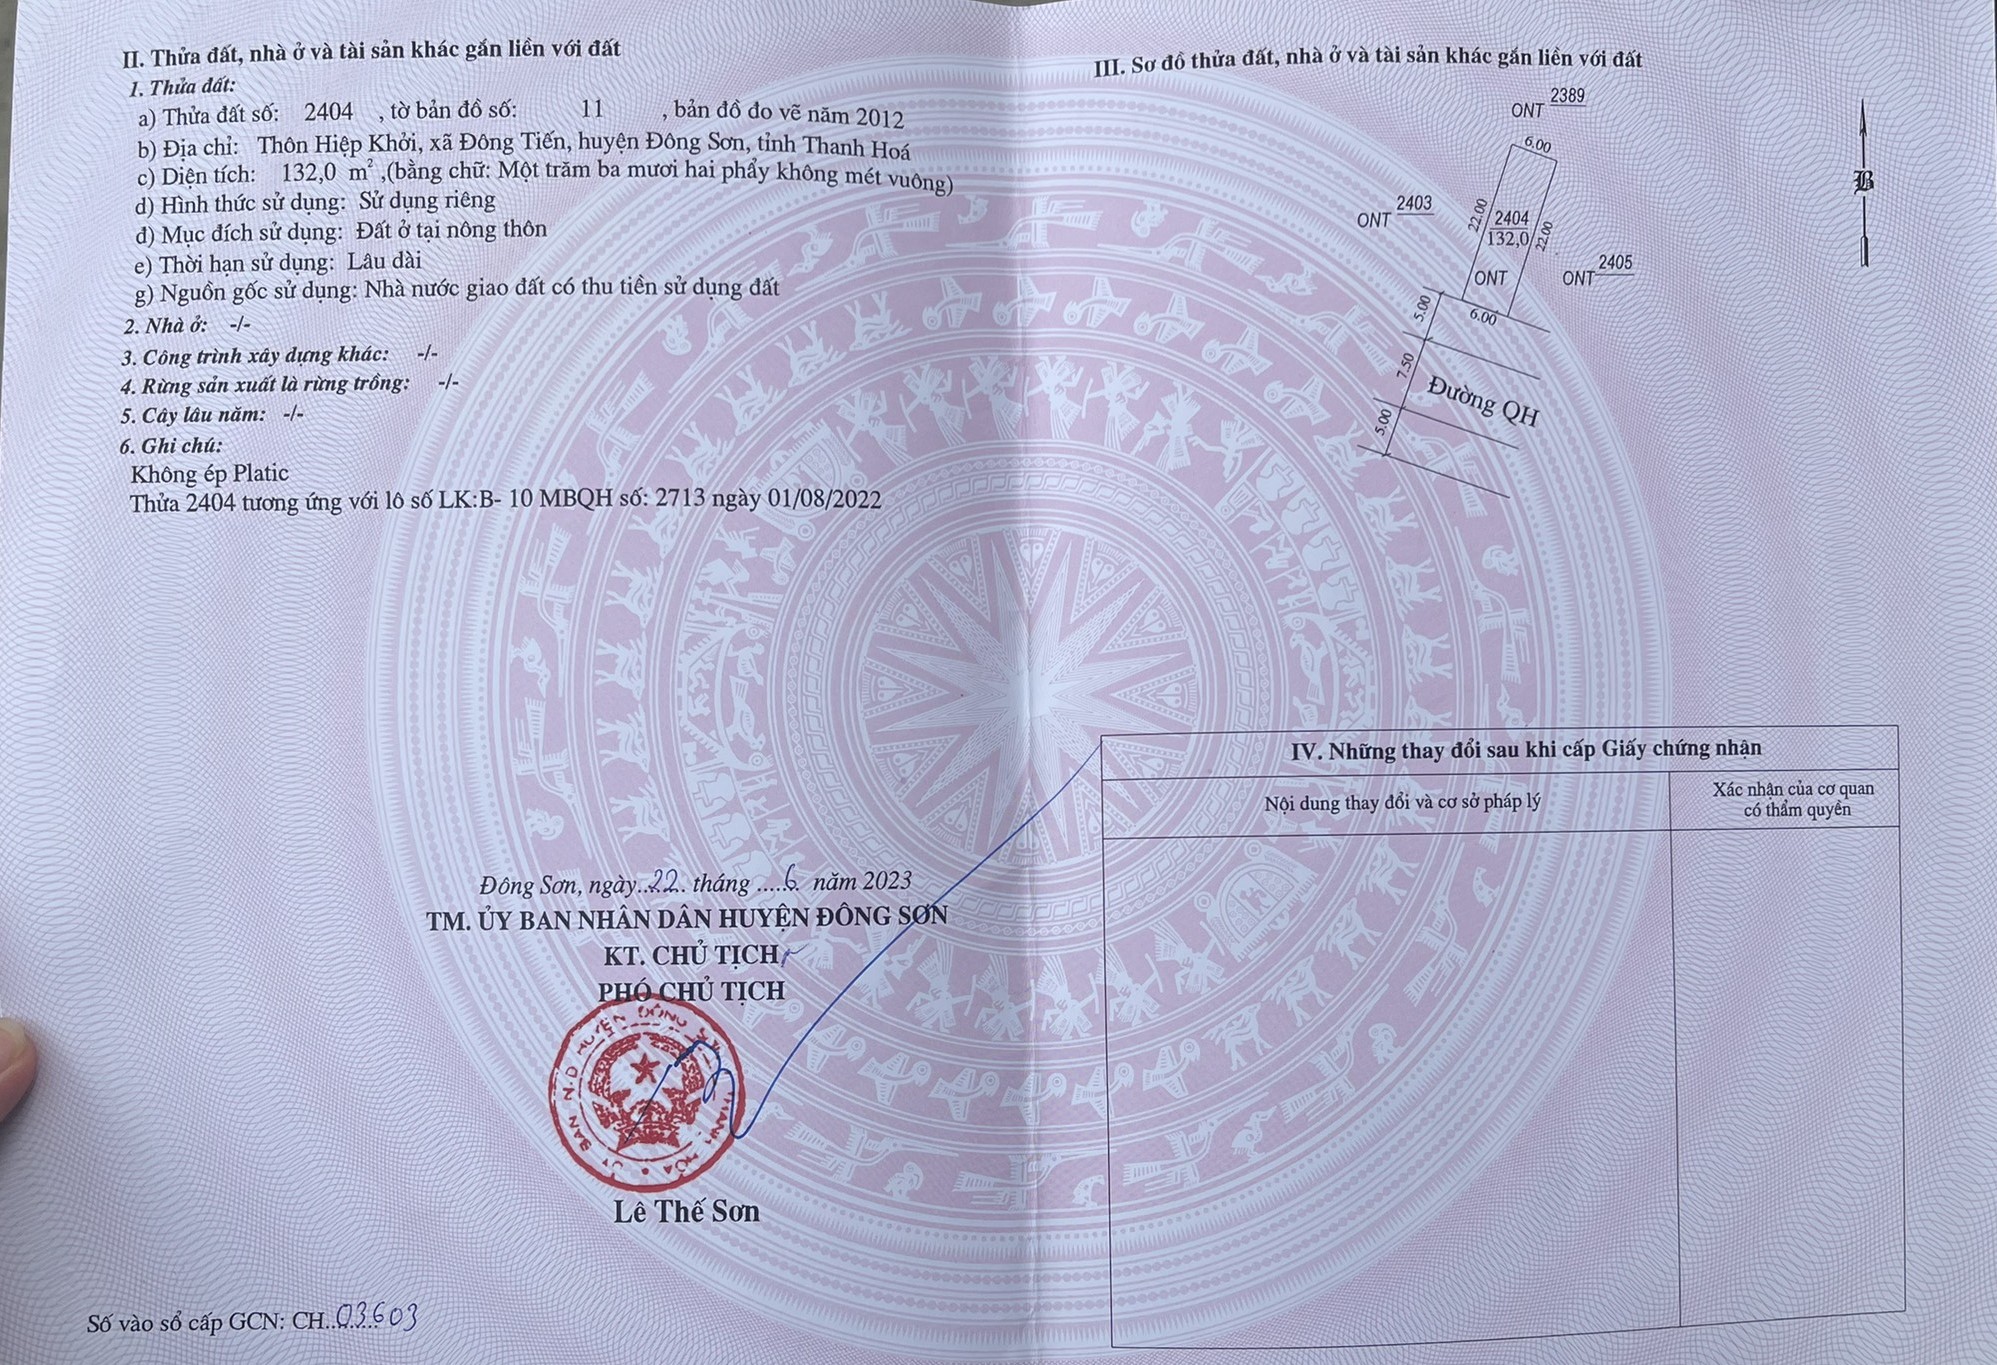 II. Thửa đất, nhà ở và tài sản khác gắn liền với đất
1. Thửa đất:
a) Thửa đất số: 2404 , tờ bản đồ số: 11 , bản đồ đo vẽ năm 2012
b) Địa chỉ: Thôn Hiệp Khởi, xã Đông Tiến, huyện Đông Sơn, tỉnh Thanh Hoá
c) Diện tích: 132,0 m² ,(bằng chữ: Một trăm ba mươi hai phẩy không mét vuông)
d) Hình thức sử dụng: Sử dụng riêng
đ) Mục đích sử dụng: Đất ở tại nông thôn
e) Thời hạn sử dụng: Lâu dài
g) Nguồn gốc sử dụng: Nhà nước giao đất có thu tiền sử dụng đất
2. Nhà ở: -/-
3. Công trình xây dựng khác: -/-
4. Rừng sản xuất là rừng trồng: -/-
5. Cây lâu năm: -/-
6. Ghi chú:
Không ép Platic
Thửa 2404 tương ứng với lô số LK:B- 10 MBQH số: 2713 ngày 01/08/2022
Đông Sơn, ngày..22. tháng .....6. năm 2023
TM. ỦY BAN NHÂN DÂN HUYỆN ĐÔNG SƠN
KT. CHỦ TỊCH
PHÓ CHỦ TỊCH
ỦY BAN N.D HUYỆN ĐÔNG SƠN THANH HÓA
Lê Thế Sơn
Số vào sổ cấp GCN: CH..03603
III. Sơ đồ thửa đất, nhà ở và tài sản khác gắn liền với đất
ONT 2389
6.00
B
ONT 2403
22.00
2404
132,0
22.00
ONT
ONT 2405
5.00
6.00
7.50
Đường QH
5.00
IV. Những thay đổi sau khi cấp Giấy chứng nhận
Nội dung thay đổi và cơ sở pháp lý
Xác nhận của cơ quan
có thẩm quyền